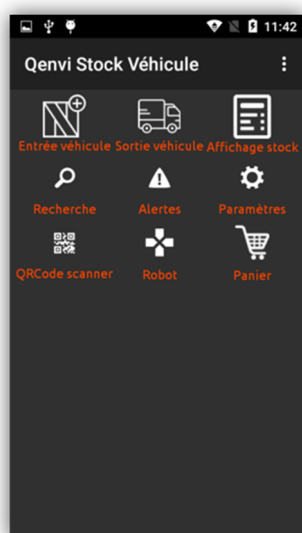 11:42
Qenvi Stock Véhicule
Entrée véhicule Sortie véhicule Affichage stock
Recherche Alertes Paramètres
QRCode scanner Robot Panier